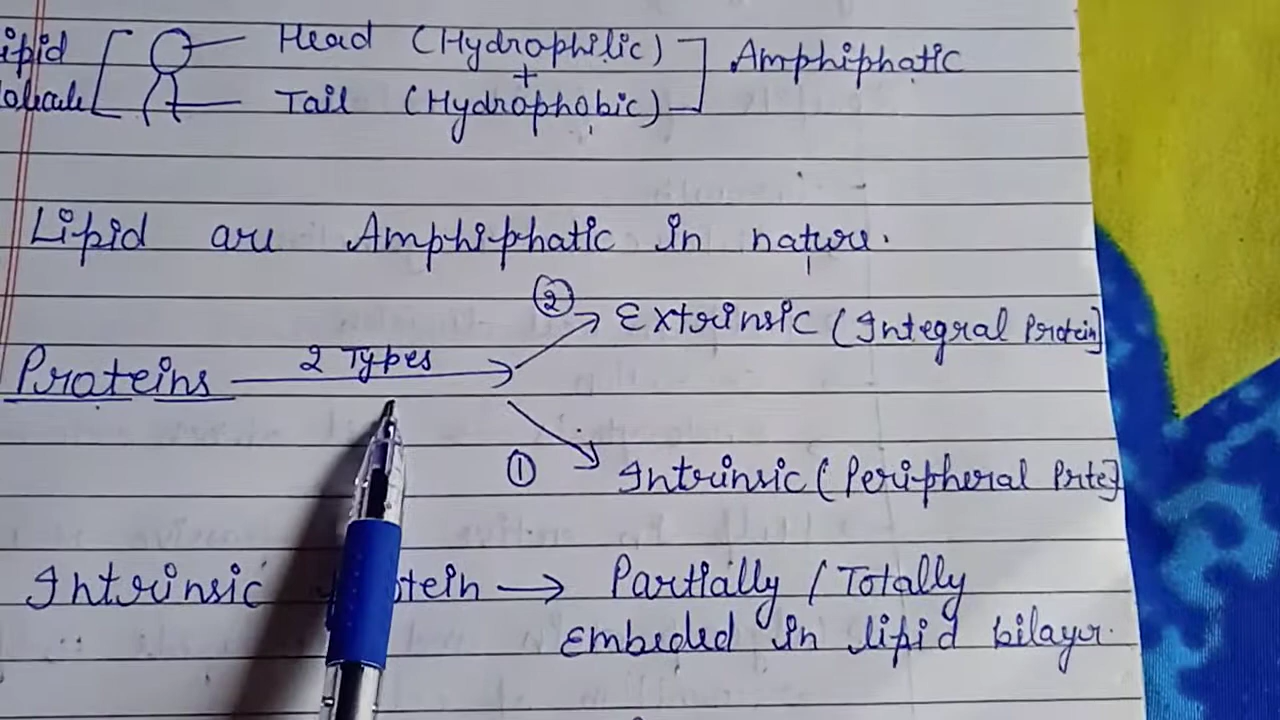 ipid Head (Hydrophilic) Amphiphatic
+
olecule Tail (Hydrophobic)
Lipid are Amphiphatic in nature.
② Extrinsic (Integral Protein]
Proteins 2 Types
① Intrinsic (Peripheral Prte]
Intrinsic otein → Partially / Totally
Embeded in lipid bilayer.